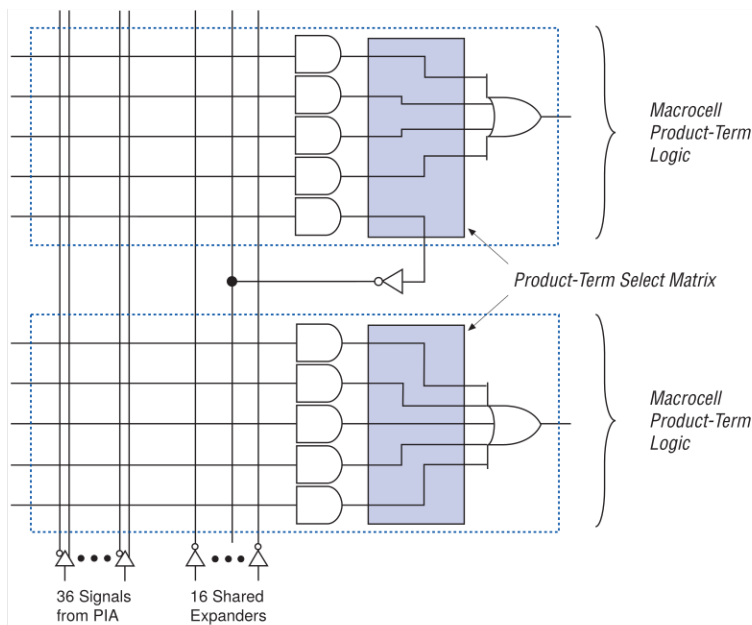 Macrocell
Product-Term
Logic
Product-Term Select Matrix
Macrocell
Product-Term
Logic
36 Signals
from PIA
16 Shared
Expanders